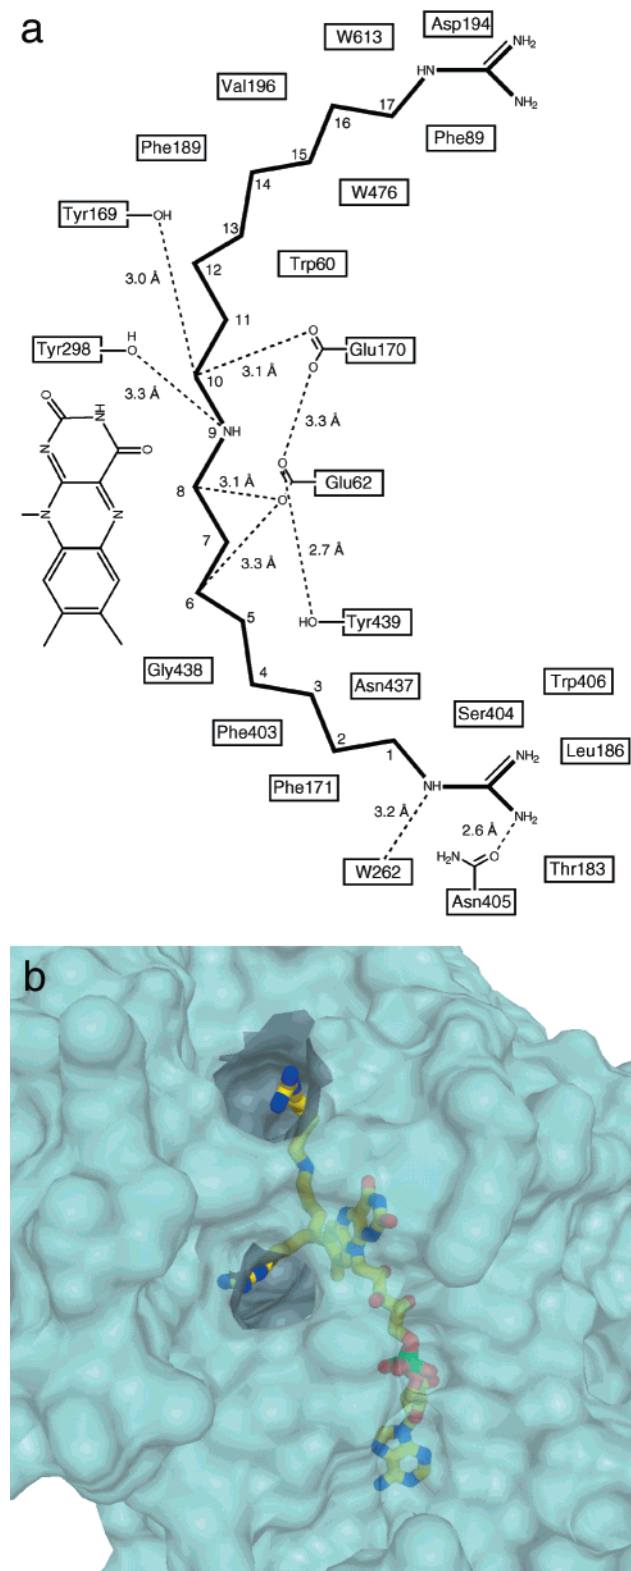 a
W613
Asp194
NH2
HN
NH2
Val196
17
16
Phe89
Phe189
15
14
W476
Tyr169
OH
13
Trp60
12
3.0 Å
11
H
O
Tyr298
O
Glu170
O
10
3.1 Å
3.3 Å
O
NH
9
NH
3.3 Å
O
N
O
8
3.1 Å
Glu62
O
N
N
7
2.7 Å
3.3 Å
6
5
HO
Tyr439
Gly438
4
3
Asn437
Trp406
Ser404
Phe403
2
1
NH2
Leu186
Phe171
NH
3.2 Å
NH2
2.6 Å
H2N
O
W262
Thr183
Asn405
b